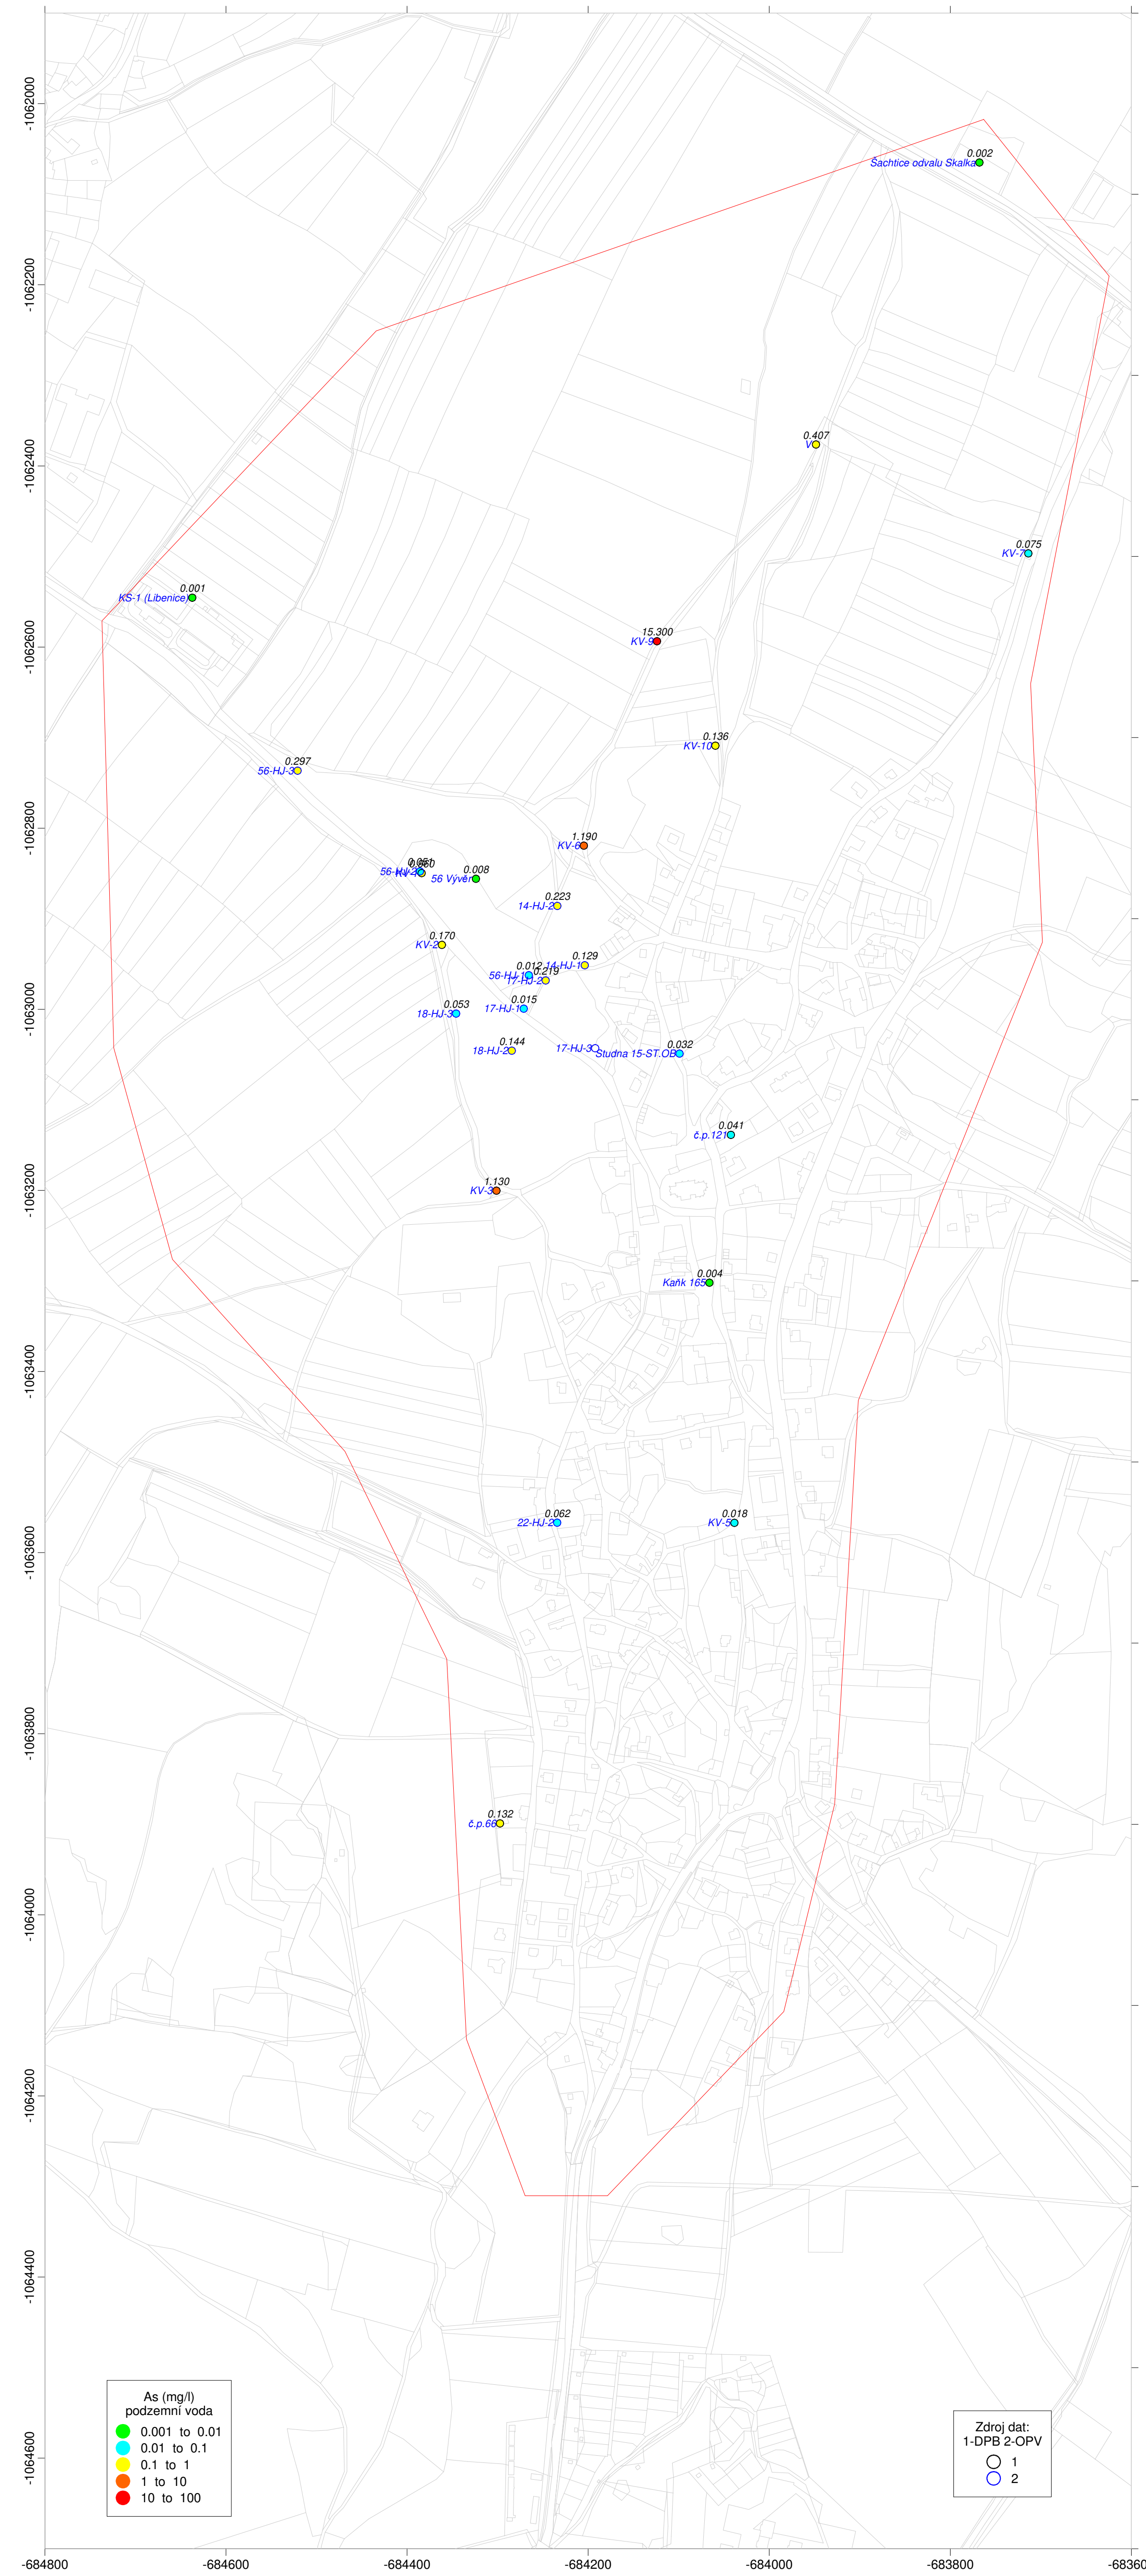 -1062000
-1062200
-1062400
-1062600
-1062800
-1063000
-1063200
-1063400
-1063600
-1063800
-1064000
-1064200
-1064400
-1064600
0.002
Šachtice odvalu Skalka
0.407
V
0.075
KV-7
0.001
KS-1 (Libenice)
15.300
KV-9
0.136
KV-10
0.297
56-HJ-3
1.190
KV-6
0.051
56-HJ-2
0.008
56 Vývěr
0.223
14-HJ-2
0.170
KV-2
0.129
14-HJ-1
0.012
56-HJ-1
0.219
17-HJ-2
0.015
17-HJ-1
0.053
18-HJ-3
0.144
18-HJ-2
17-HJ-3
0.032
Studna 15-ST.OB
0.041
č.p.121
1.130
KV-3
0.004
Kaňk 165
0.062
22-HJ-2
0.018
KV-5
0.132
č.p.66
As (mg/l)
podzemní voda
0.001 to 0.01
0.01 to 0.1
0.1 to 1
1 to 10
10 to 100
Zdroj dat:
1-DPB 2-OPV
1
2
-684800
-684600
-684400
-684200
-684000
-683800
-68360